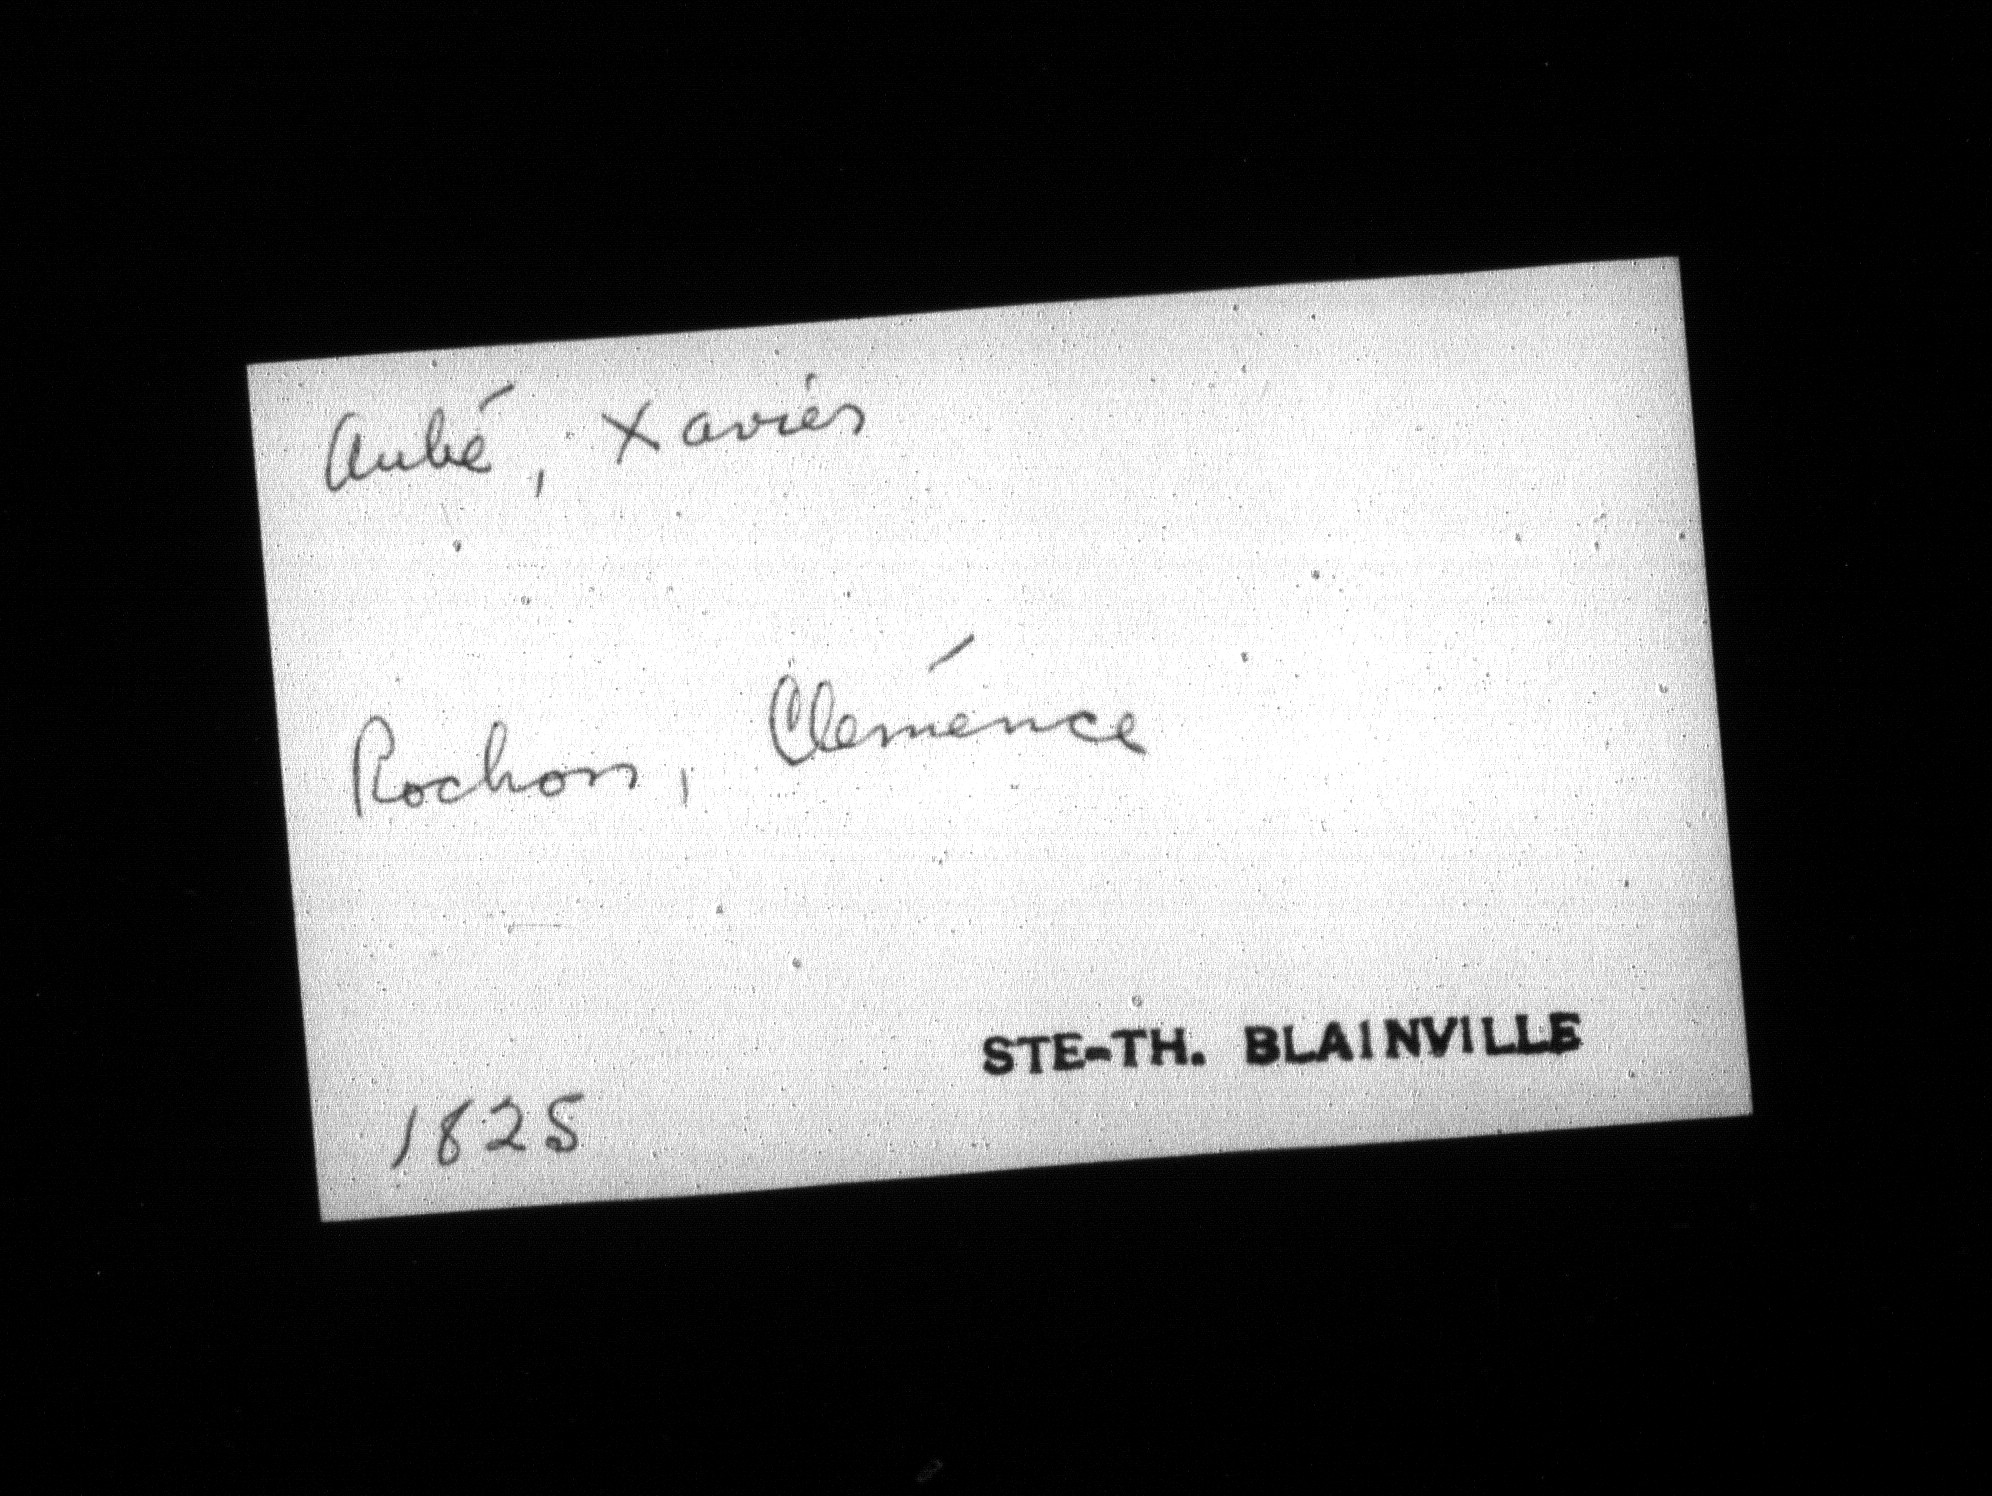 Aubé, Xavier
Rochon, Clémence
STE-TH. BLAINVILLE
1825